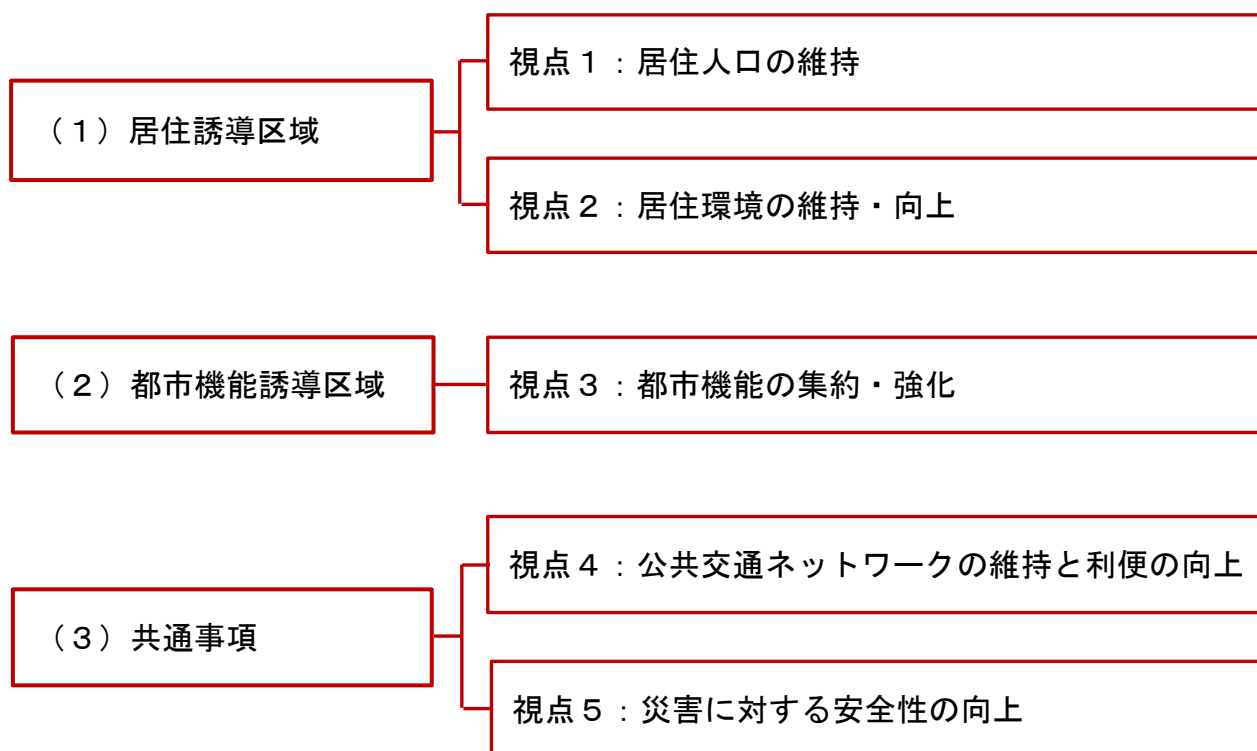 （１）居住誘導区域
視点１：居住人口の維持
視点２：居住環境の維持・向上
（２）都市機能誘導区域
視点３：都市機能の集約・強化
（３）共通事項
視点４：公共交通ネットワークの維持と利便の向上
視点５：災害に対する安全性の向上